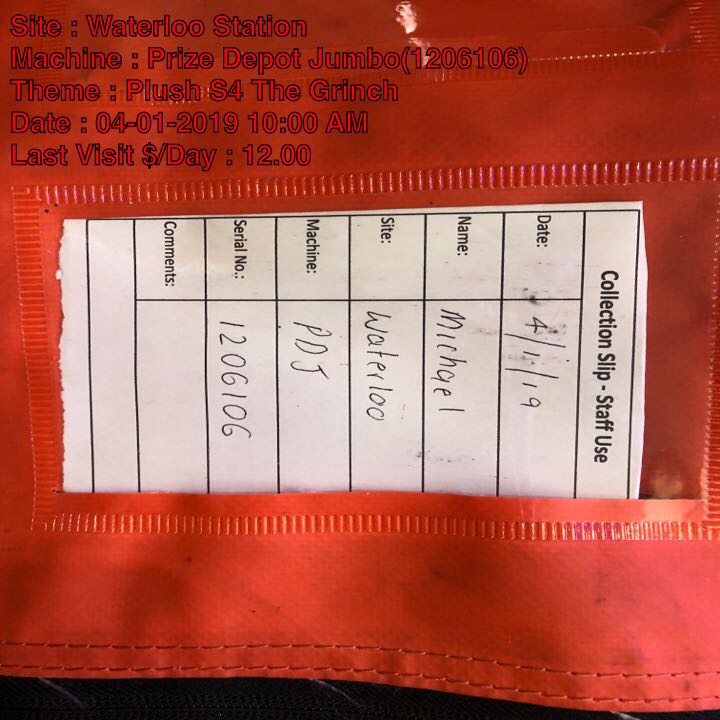 Site : Waterloo Station
Machine : Prize Depot Jumbo(1206106)
Theme : Plush S4 The Grinch
Date : 04-01-2019 10:00 AM
Last Visit $/Day : 12.00
Collection Slip - Staff Use
Date: 4/1/19
Name: Michael
Site: Waterloo
Machine: PDJ
Serial No.: 1206106
Comments: